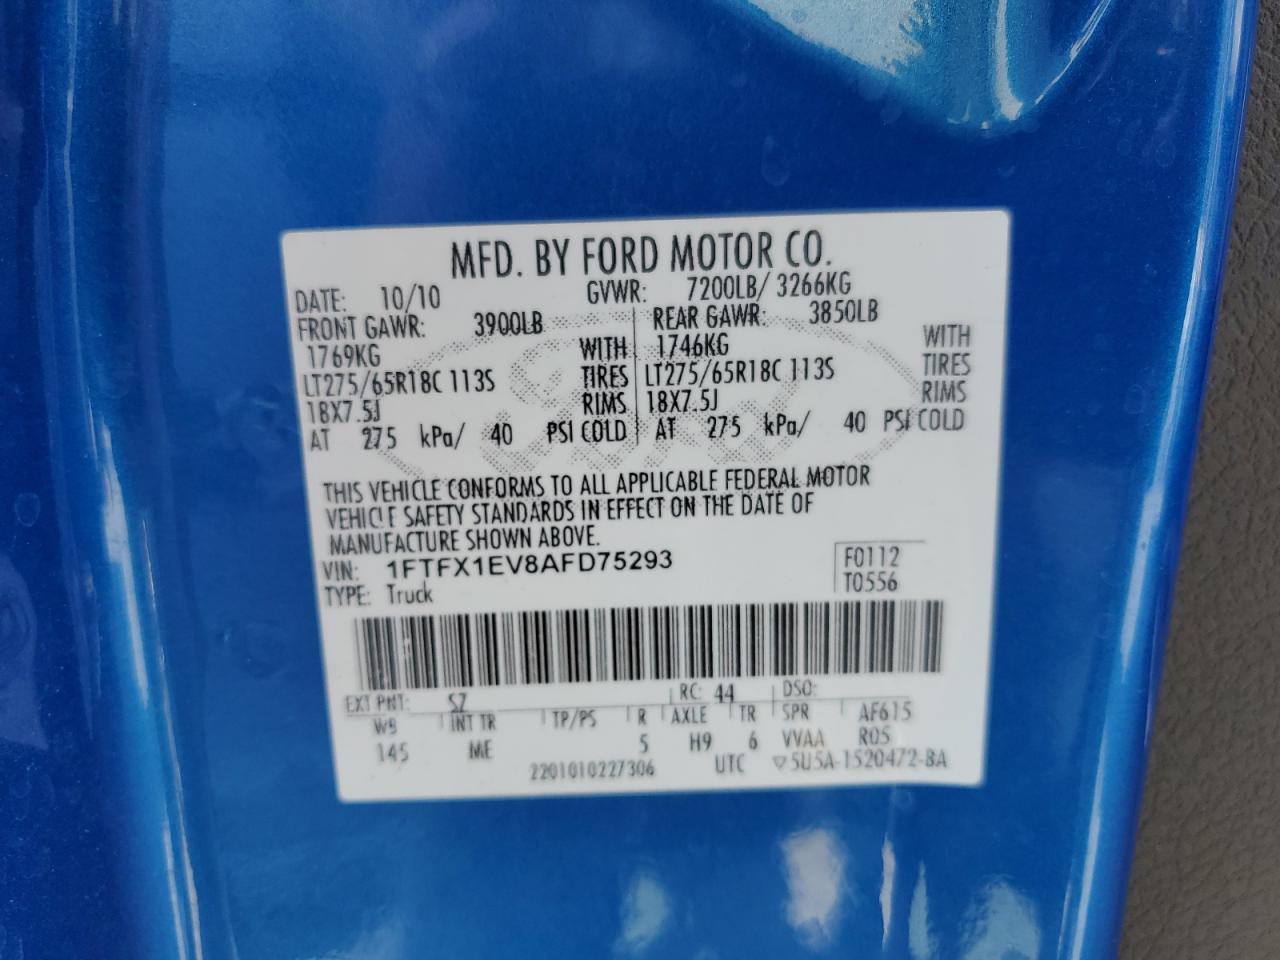 MFD. BY FORD MOTOR CO.
DATE: 10/10 GVWR: 7200LB/ 3266KG
FRONT GAWR: 3900LB REAR GAWR: 3850LB
1769KG WITH 1746KG WITH
LT275/65R18C 113S TIRES LT275/65R18C 113S TIRES
18X7.5J RIMS 18X7.5J RIMS
AT 275 kPa/ 40 PSI COLD AT 275 kPa/ 40 PSI COLD
THIS VEHICLE CONFORMS TO ALL APPLICABLE FEDERAL MOTOR
VEHICLE SAFETY STANDARDS IN EFFECT ON THE DATE OF
MANUFACTURE SHOWN ABOVE.
VIN: 1FTFX1EV8AFD75293 F0112
TYPE: Truck T0556
EXT PNT: SZ RC: 44 DSO:
WB INT TR TP/PS R AXLE TR SPR AF615
145 ME 5 H9 6 VVAA R05
2201010227306 UTC ▽5U5A-1520472-BA